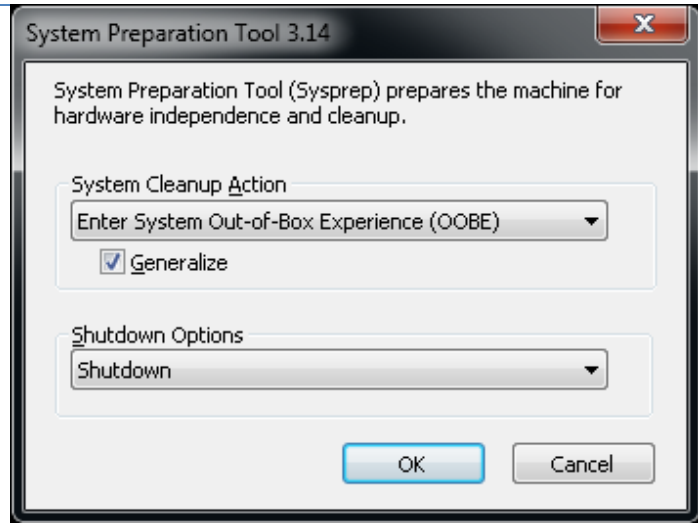 System Preparation Tool 3.14
System Preparation Tool (Sysprep) prepares the machine for
hardware independence and cleanup.
System Cleanup Action
Enter System Out-of-Box Experience (OOBE)
Generalize
Shutdown Options
Shutdown
OK
Cancel